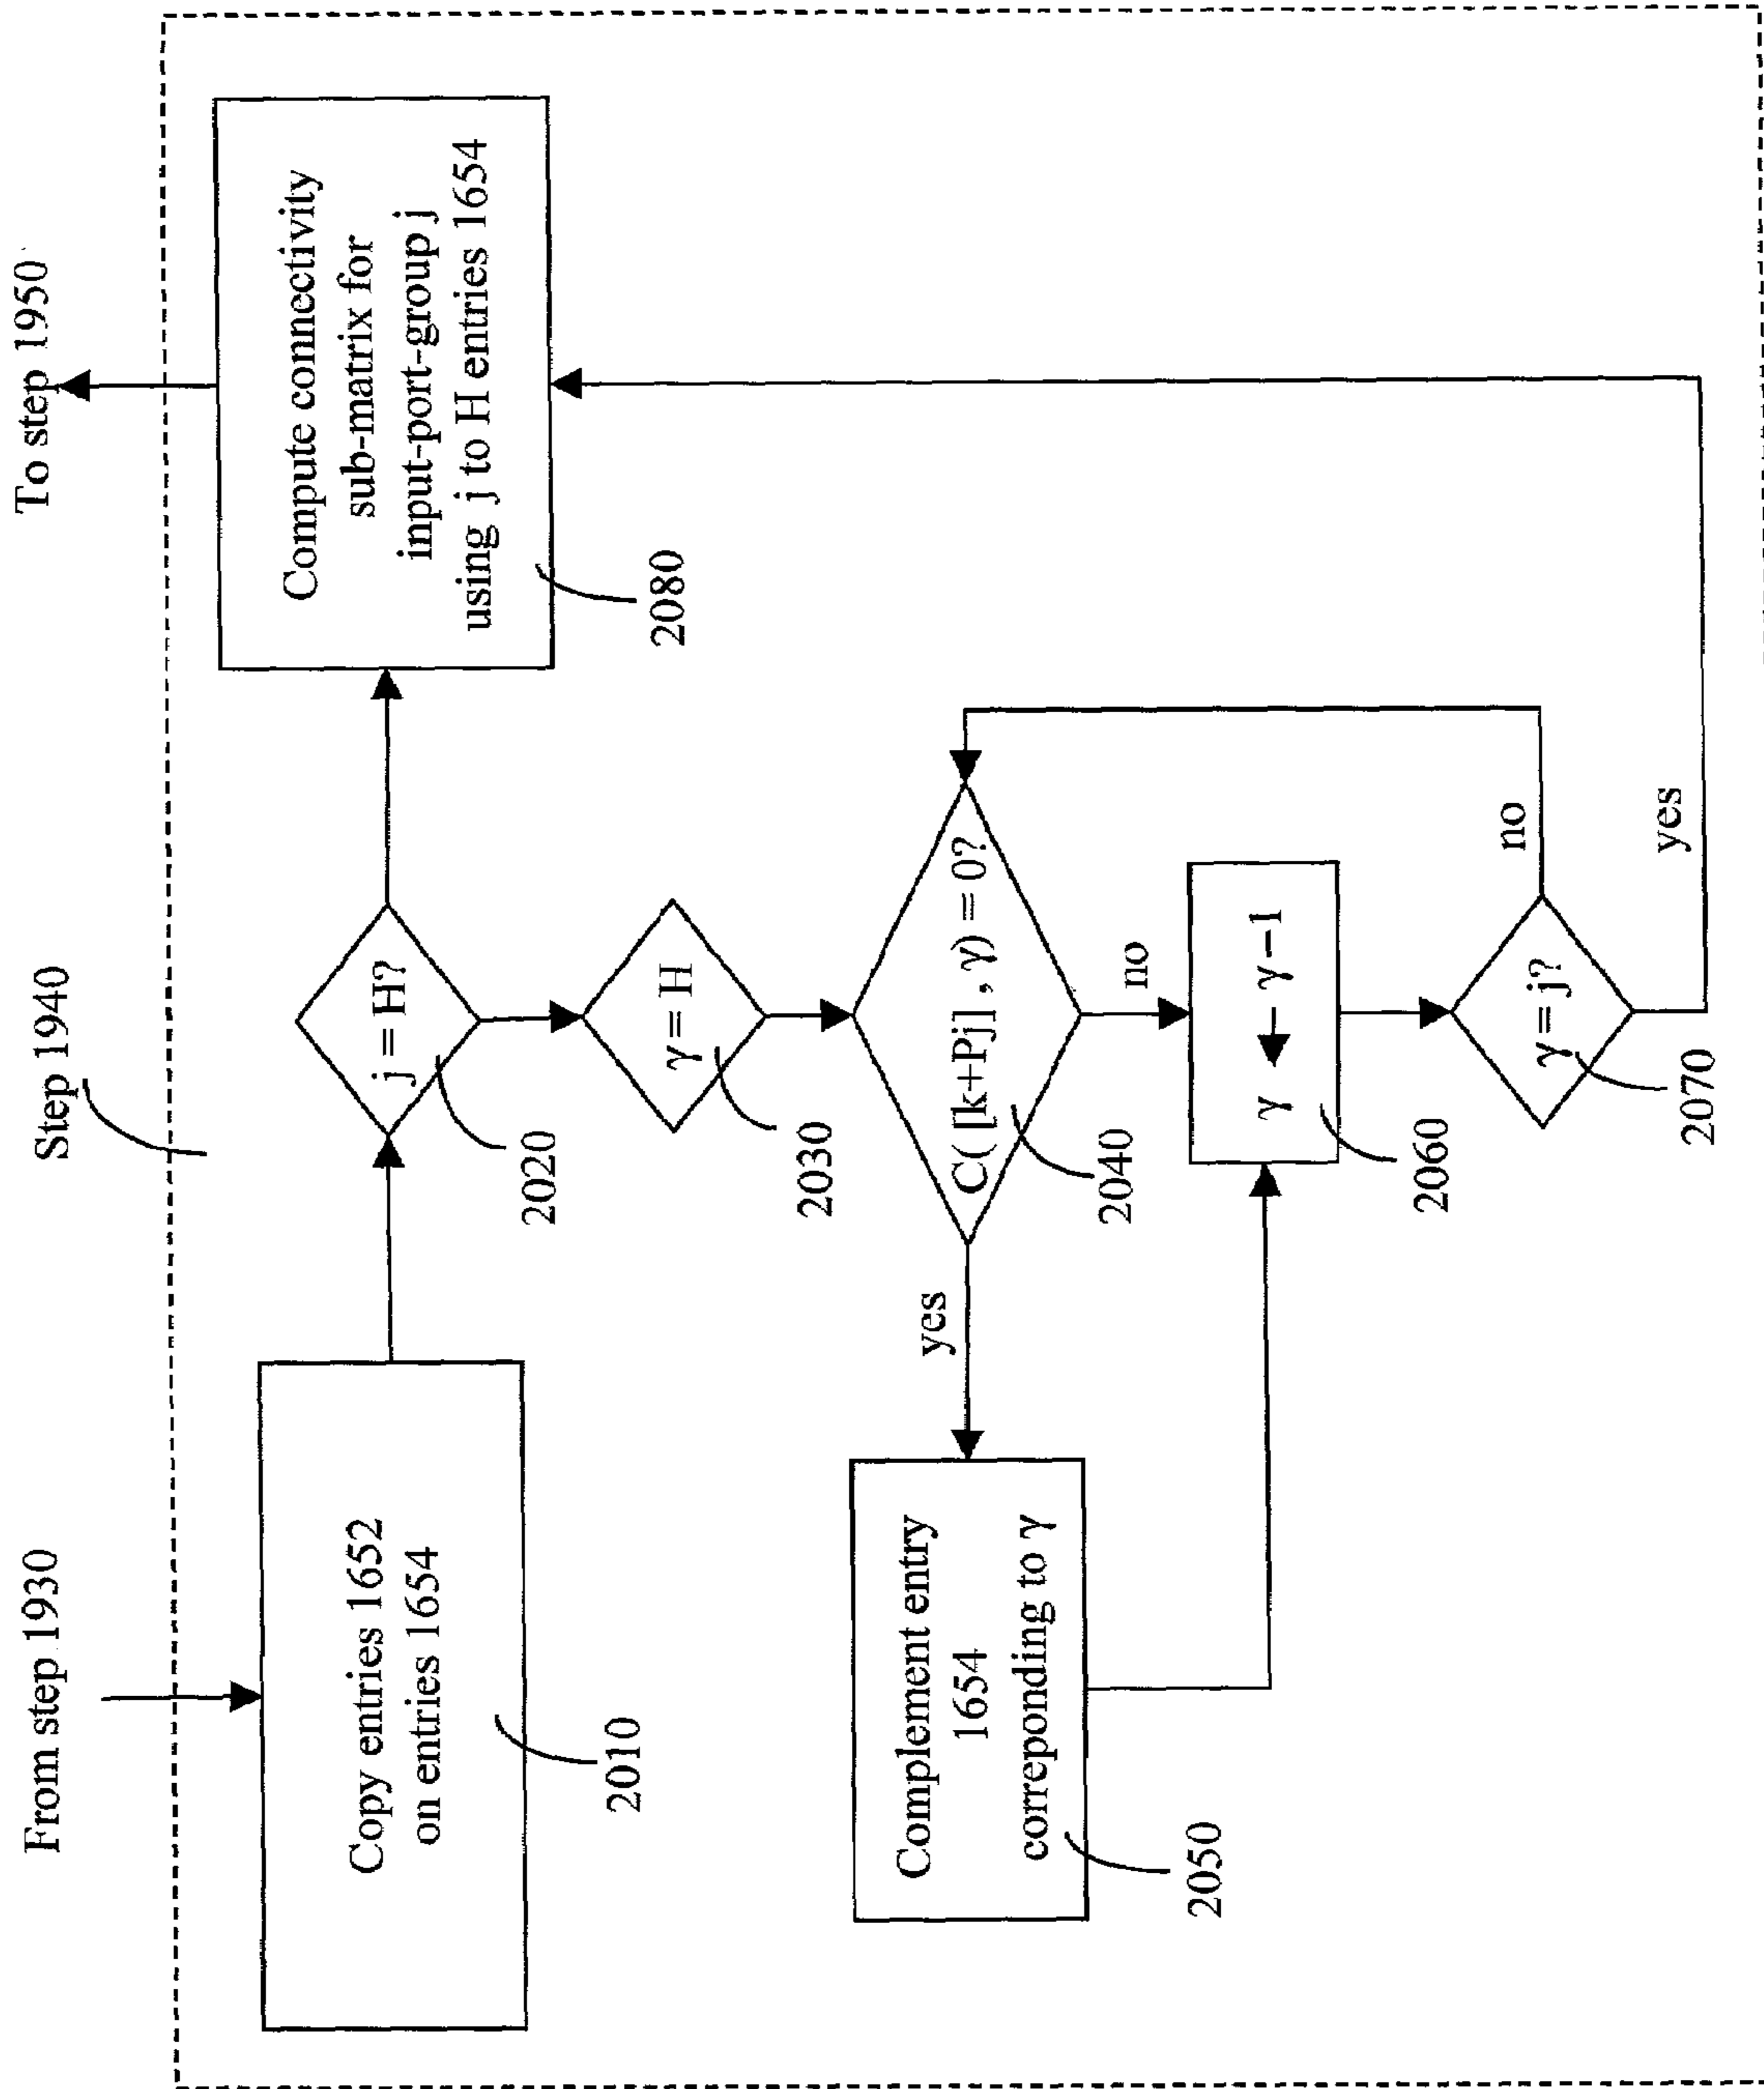 From step 1930
Step 1940
To step 1950
Copy entries 1652
on entries 1654
2010
j = H?
2020
Compute connectivity
sub-matrix for
input-port-group j
using j to H entries 1654
2080
γ = H
2030
C( [k+Pj] , γ) = 0?
2040
yes
no
Complement entry
1654
correponding to γ
2050
γ ← γ−1
2060
γ = j?
2070
no
yes